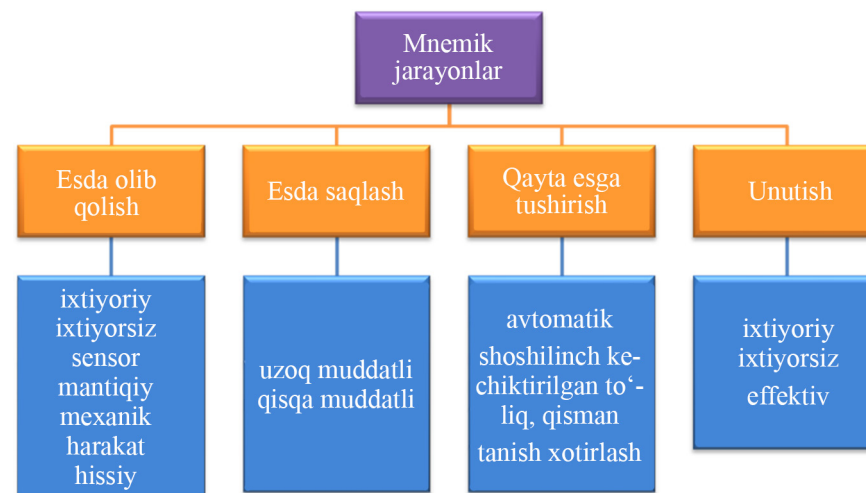 Mnemik
jarayonlar
Esda olib
qolish
Esda saqlash
Qayta esga
tushirish
Unutish
ixtiyoriy
ixtiyorsiz
sensor
mantiqiy
mexanik
harakat
hissiy
uzoq muddatli
qisqa muddatli
avtomatik
shoshilinch ke-
chiktirilgan to‘-
liq, qisman
tanish xotirlash
ixtiyoriy
ixtiyorsiz
effektiv